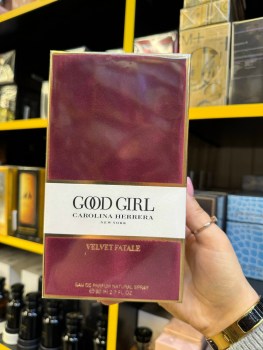 GOOD GIRL
CAROLINA HERRERA
NEW YORK
VELVET FATALE
EAU DE PARFUM NATURAL SPRAY